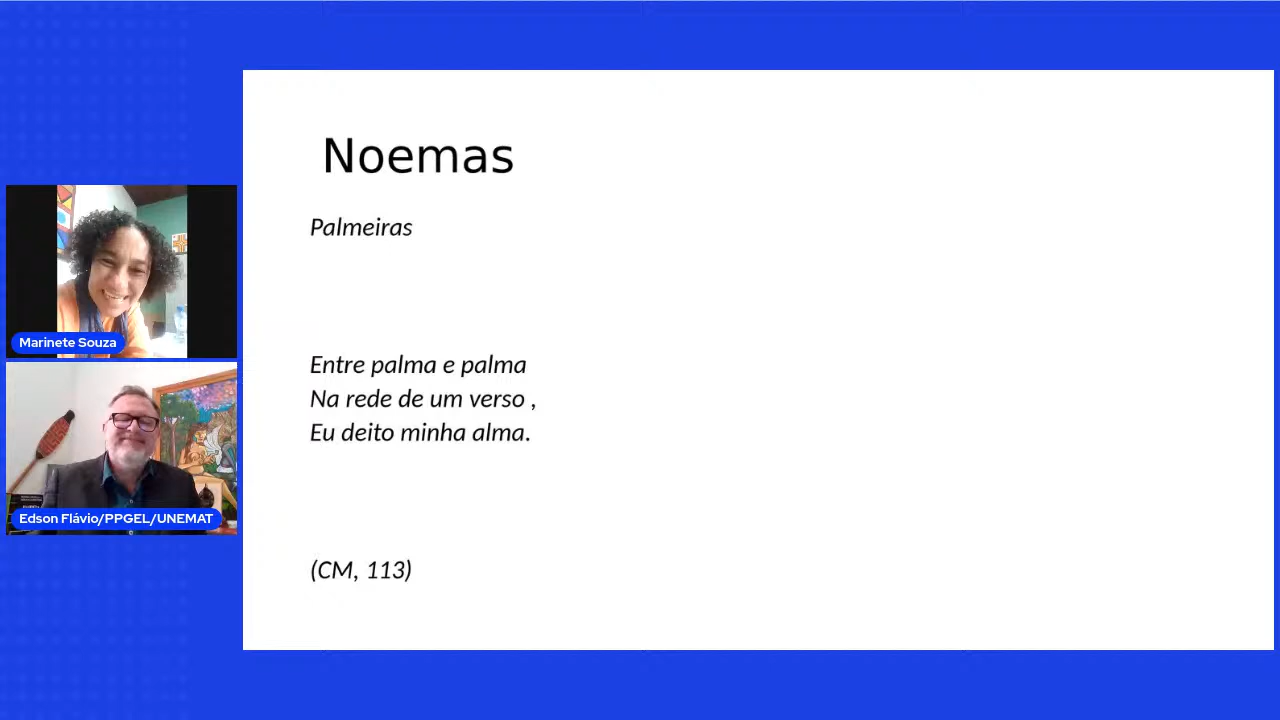 Noemas
Palmeiras
Entre palma e palma
Na rede de um verso ,
Eu deito minha alma.
(CM, 113)
Marinete Souza
Edson Flávio/PPGEL/UNEMAT